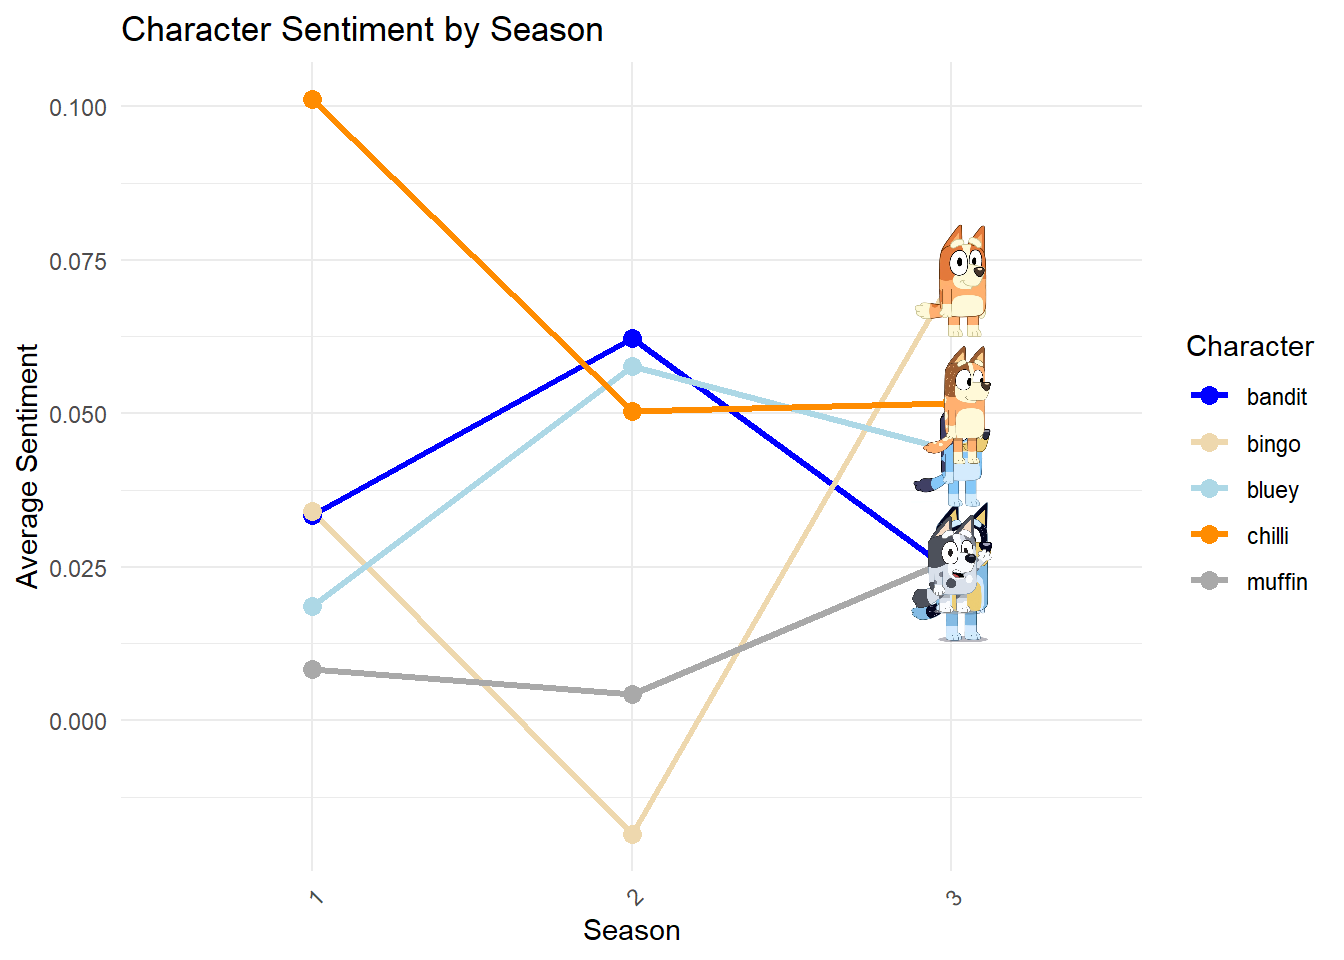 Character Sentiment by Season
Average Sentiment
0.100
0.075
0.050
0.025
0.000
1
2
3
Season
Character
bandit
bingo
bluey
chilli
muffin